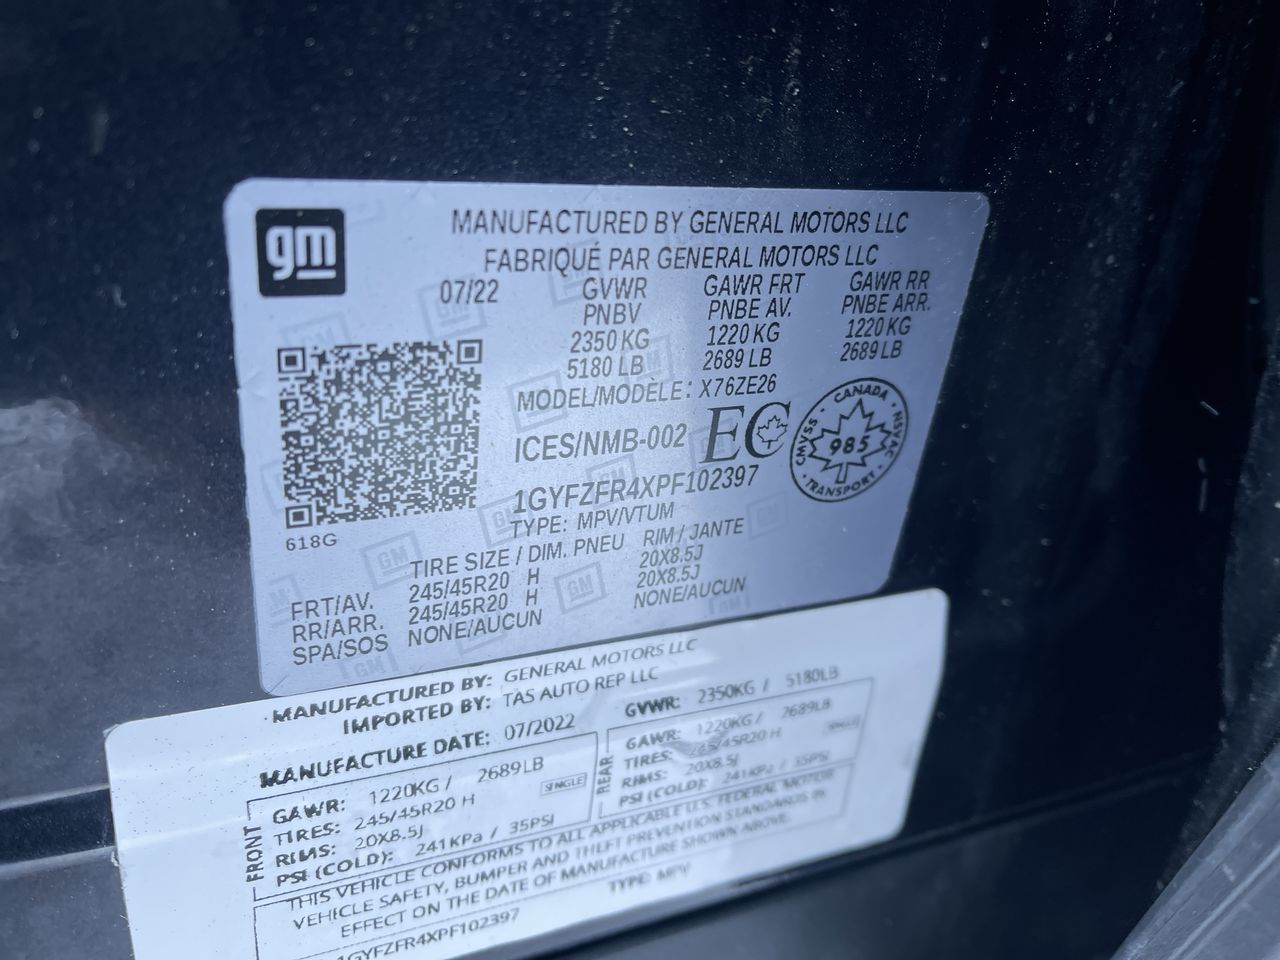 gm
MANUFACTURED BY GENERAL MOTORS LLC
FABRIQUÉ PAR GENERAL MOTORS LLC
07/22 GVWR GAWR FRT GAWR RR
PNBV PNBE AV. PNBE ARR.
2350 KG 1220 KG 1220 KG
5180 LB 2689 LB 2689 LB
MODEL/MODÈLE: X76ZE26
ICES/NMB-002 EC
CANADA
CMVSS 985 NSVAC
TRANSPORT
1GYFZFR4XPF102397
TYPE: MPV/VTUM
618G
TIRE SIZE / DIM. PNEU RIM / JANTE
FRT/AV. 245/45R20 H 20X8.5J
RR/ARR. 245/45R20 H 20X8.5J
SPA/SOS NONE/AUCUN NONE/AUCUN
MANUFACTURED BY: GENERAL MOTORS LLC
IMPORTED BY: TAS AUTO REP LLC
MANUFACTURE DATE: 07/2022 GVWR: 2350KG / 5180LB
FRONT
GAWR: 1220KG / 2689LB
TIRES: 245/45R20 H SINGLE
RIMS: 20X8.5J
PSI (COLD): 241KPa / 35PSI
REAR
GAWR: 1220KG / 2689LB
TIRES: 245/45R20 H SINGLE
RIMS: 20X8.5J
PSI (COLD): 241KPa / 35PSI
THIS VEHICLE CONFORMS TO ALL APPLICABLE U.S. FEDERAL MOTOR
VEHICLE SAFETY, BUMPER AND THEFT PREVENTION STANDARDS IN
EFFECT ON THE DATE OF MANUFACTURE SHOWN ABOVE.
1GYFZFR4XPF102397 TYPE: MPV